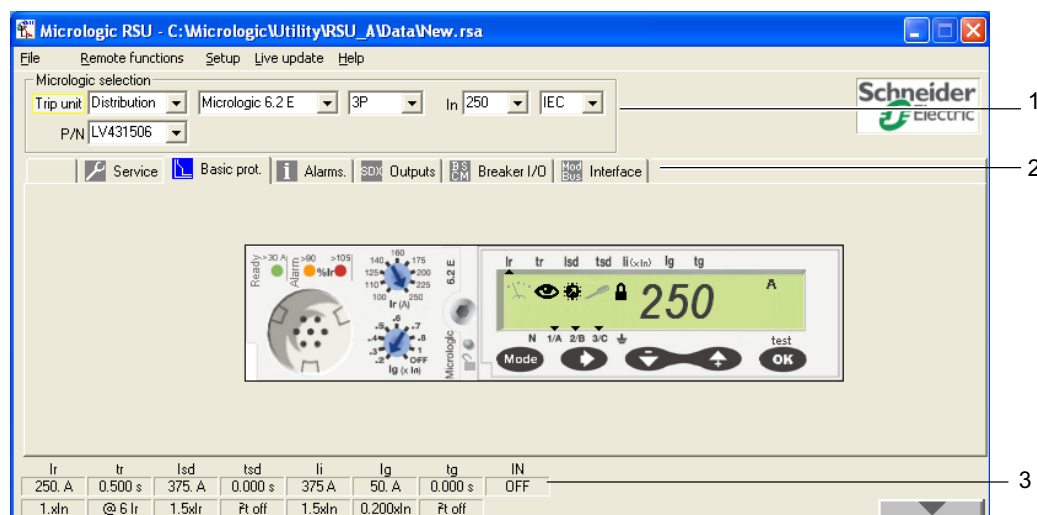 Micrologic RSU - C:\Micrologic\Utility\RSU_A\Data\New.rsa
File Remote functions Setup Live update Help
Micrologic selection
Trip unit Distribution Micrologic 6.2 E 3P In 250 IEC
P/N LV431506
Schneider
Electric
1
Service Basic prot. i Alarms. SDX Outputs BSCM Breaker I/O Mod Bus Interface
2
Ready >30 A Alarm >90 >105
%Ir
100 110 125 140 160 175 200 225 250
Ir (A)
.2 .3 .4 .5 .6 .7 .8 1 OFF
Ig (x In)
6.2 E
Micrologic
Ir tr Isd tsd Ii(xIn) Ig tg
250 A
N 1/A 2/B 3/C
test
Mode OK
Ir tr Isd tsd Ii Ig tg IN
250. A 0.500 s 375. A 0.000 s 375 A 50. A 0.000 s OFF
3
1.xIn @ 6 Ir 1.5xIr I²t off 1.5xIn 0.200xIn I²t off